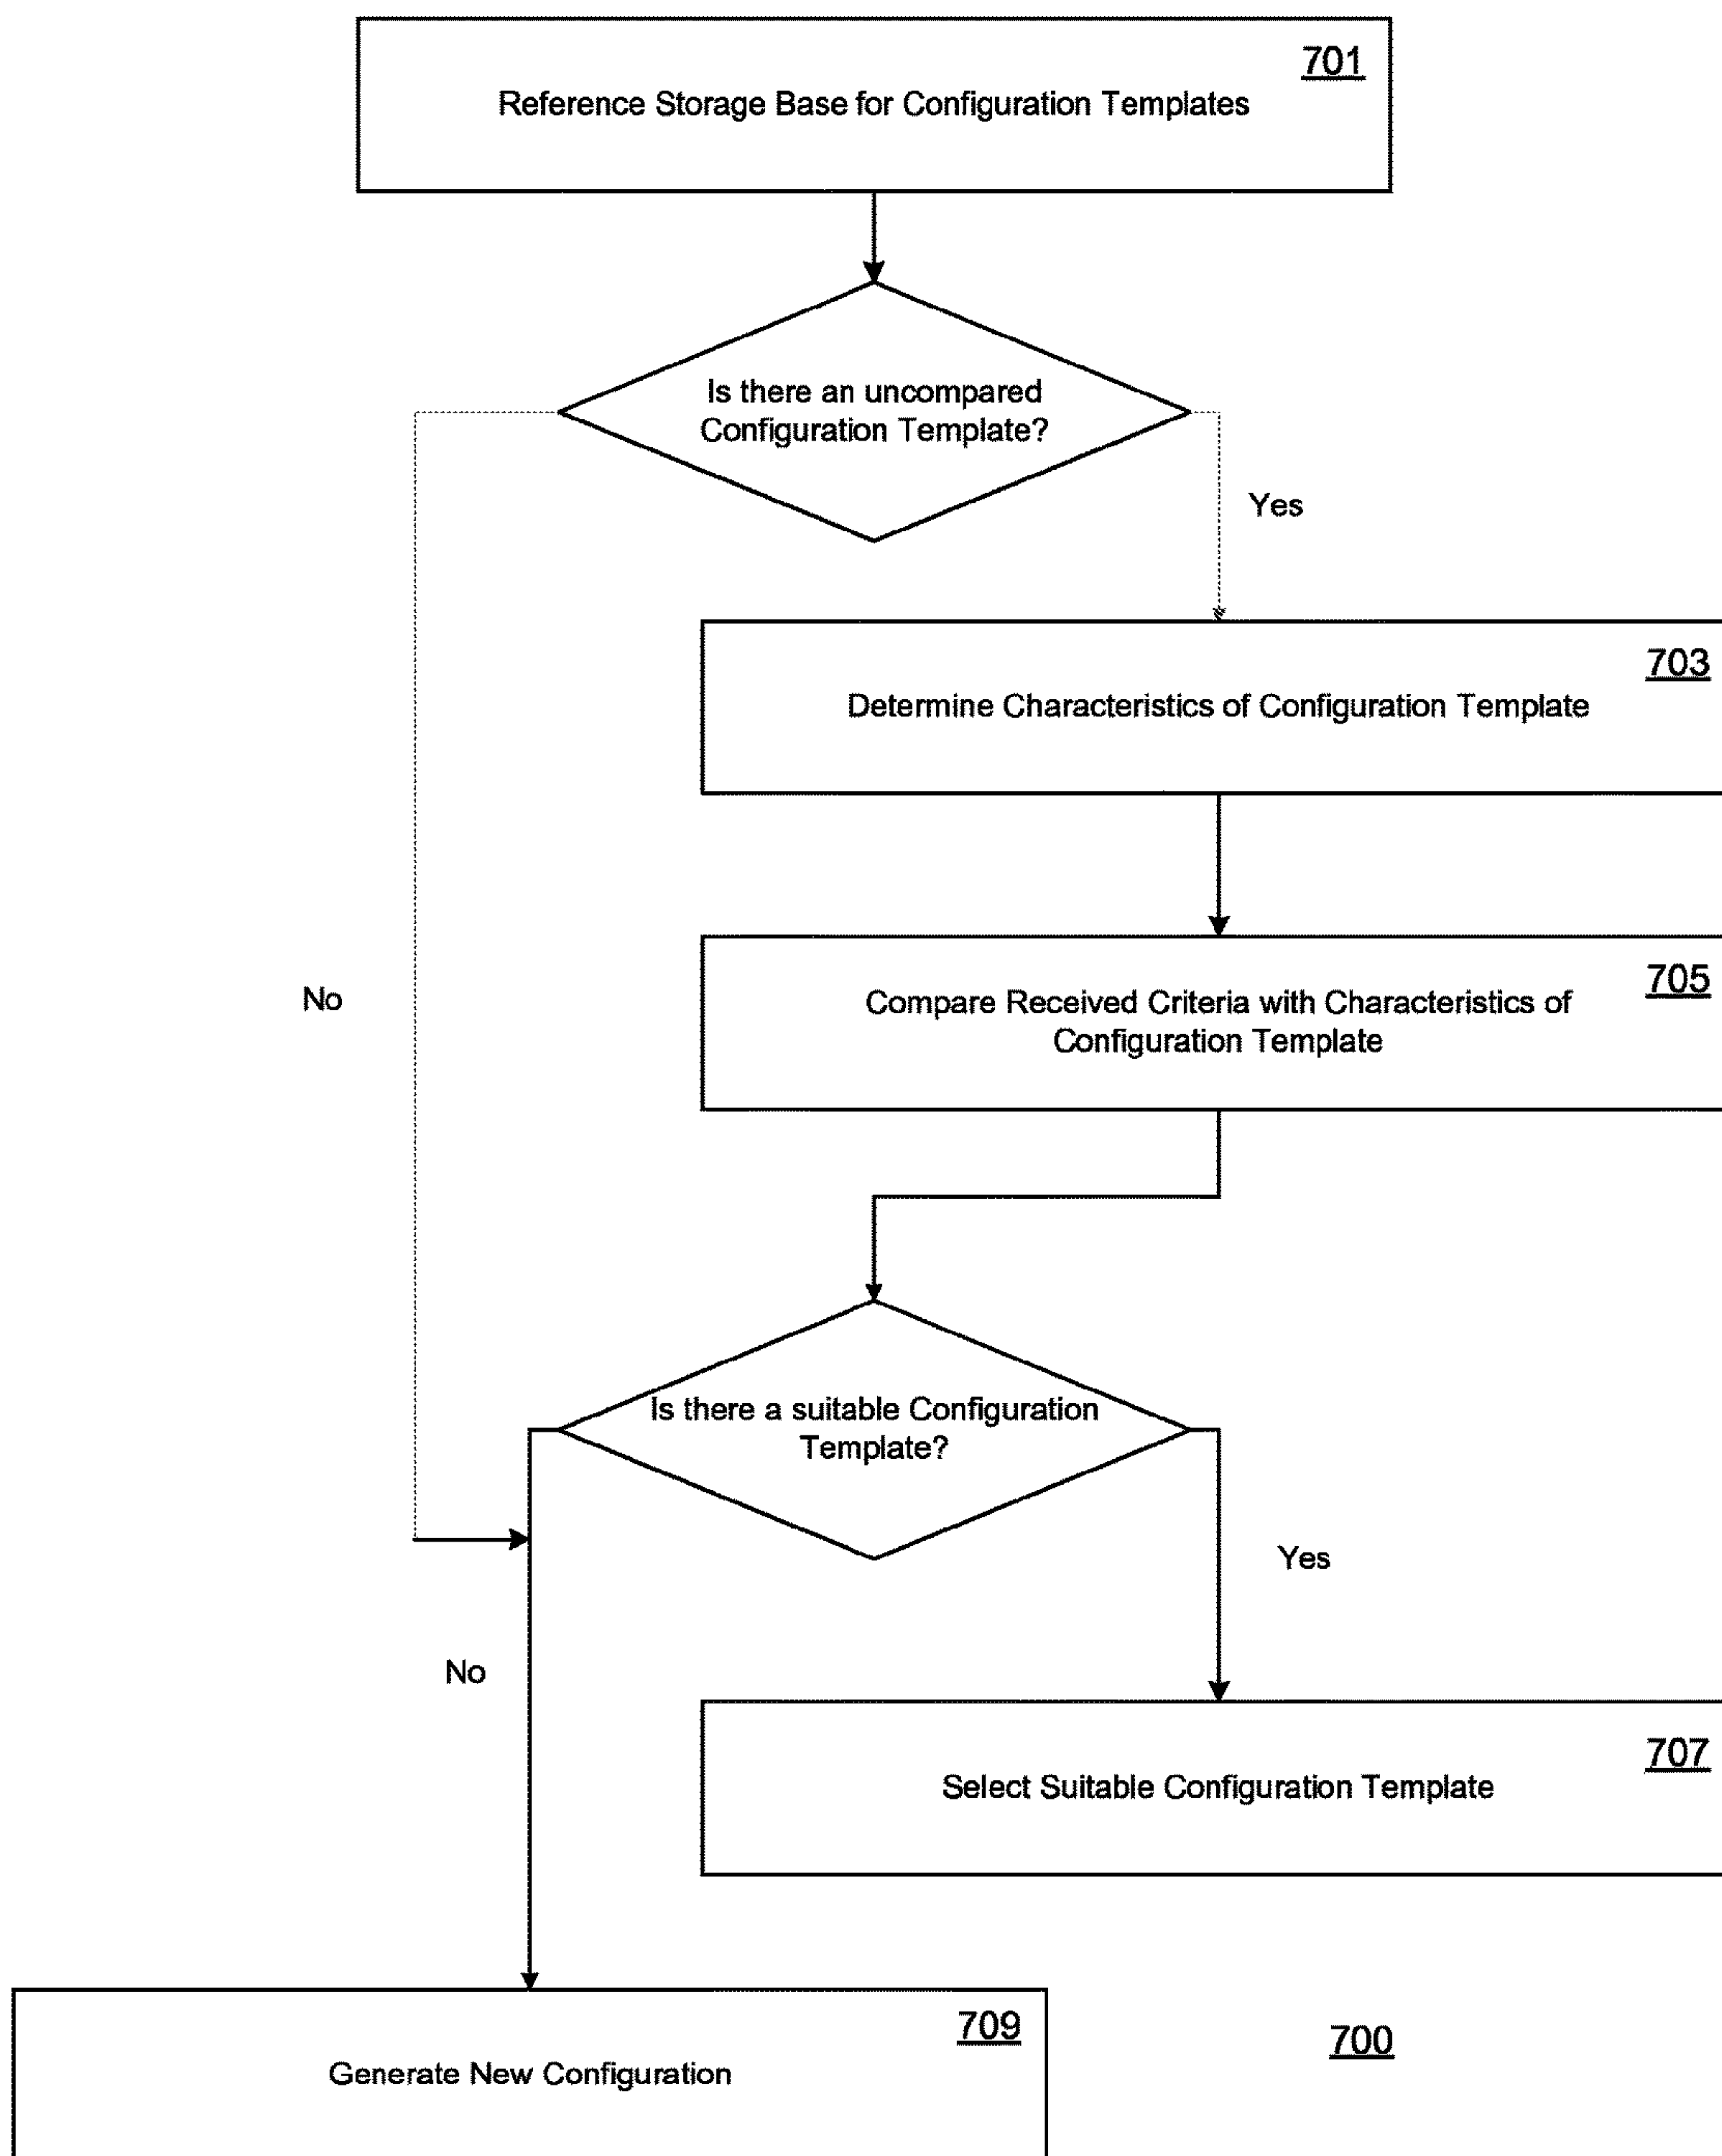 701
Reference Storage Base for Configuration Templates
Is there an uncompared
Configuration Template?
Yes
703
Determine Characteristics of Configuration Template
705
Compare Received Criteria with Characteristics of
Configuration Template
No
Is there a suitable Configuration
Template?
Yes
No
707
Select Suitable Configuration Template
709
Generate New Configuration
700